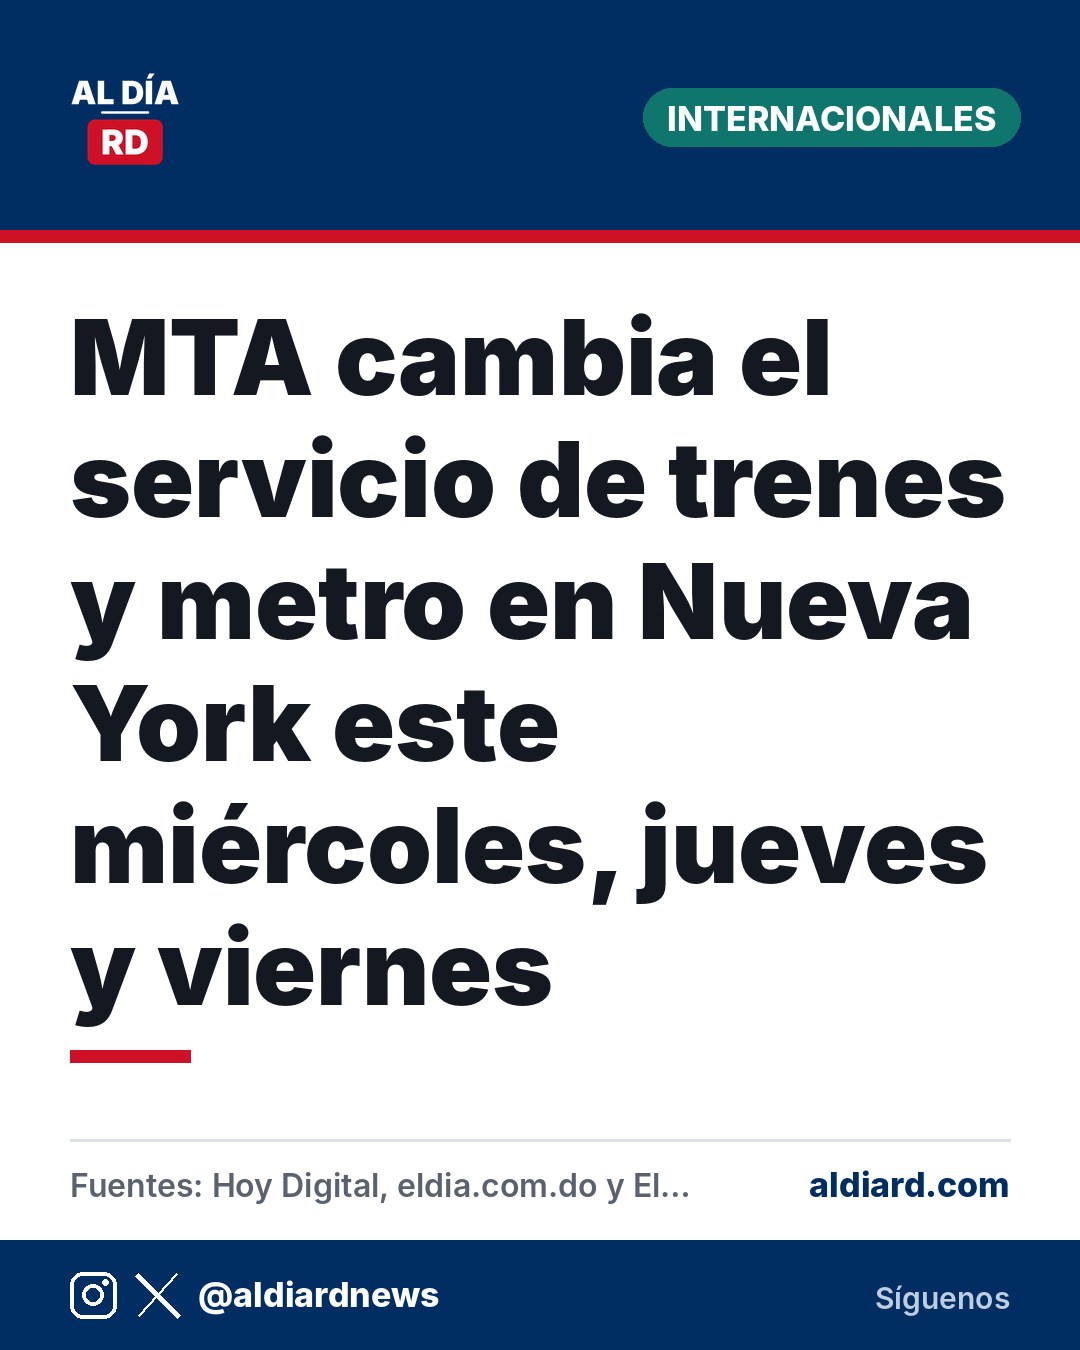 AL DÍA
RD
INTERNACIONALES
MTA cambia el
servicio de trenes
y metro en Nueva
York este
miércoles, jueves
y viernes
Fuentes: Hoy Digital, eldia.com.do y El...
aldiard.com
@aldiardnews
Síguenos